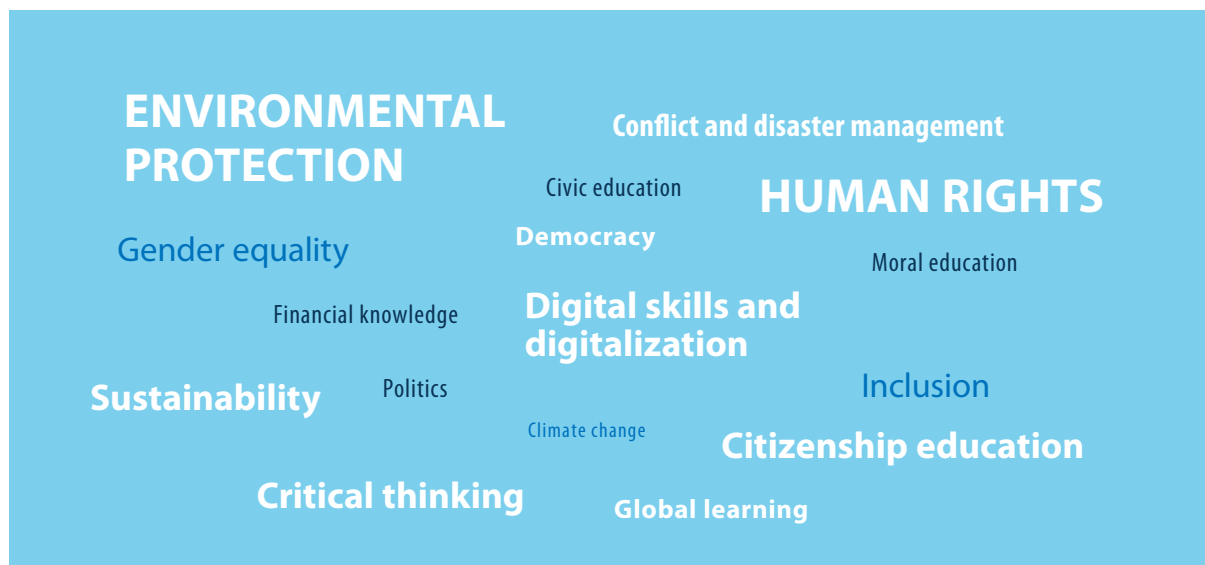 ENVIRONMENTAL
PROTECTION
Conflict and disaster management
Civic education
HUMAN RIGHTS
Democracy
Gender equality
Moral education
Financial knowledge
Digital skills and
digitalization
Sustainability
Politics
Inclusion
Climate change
Citizenship education
Critical thinking
Global learning